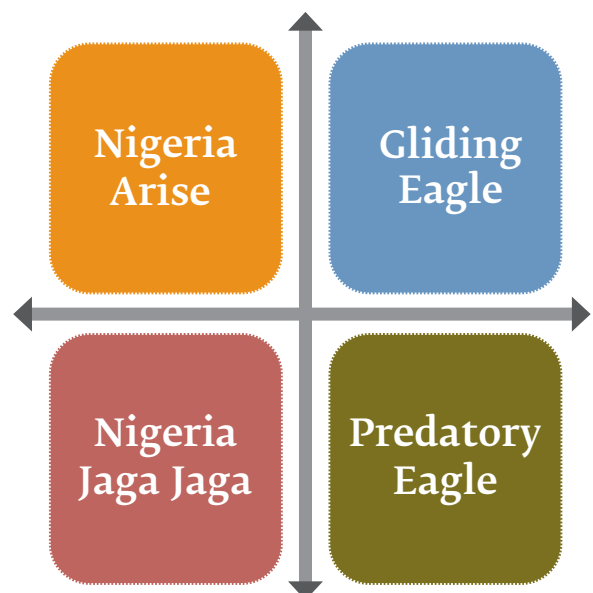 Nigeria
Arise
Gliding
Eagle
Nigeria
Jaga Jaga
Predatory
Eagle